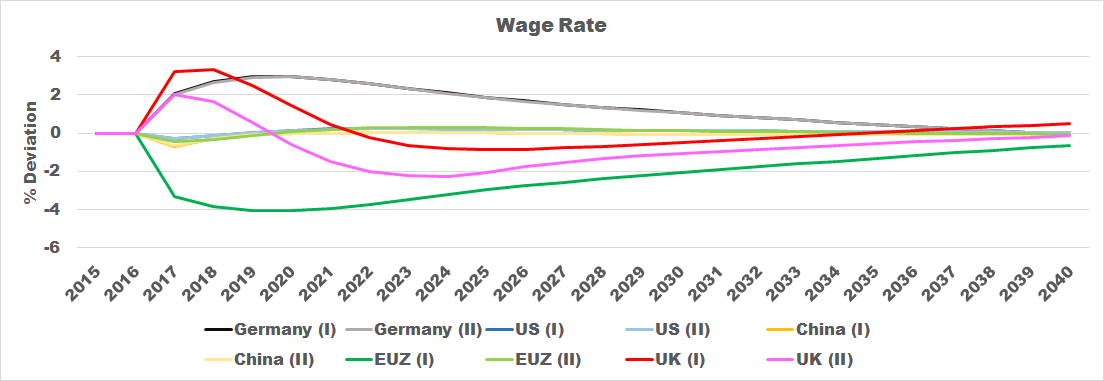 Wage Rate
% Deviation
4
2
0
-2
-4
-6
2015 2016 2017 2018 2019 2020 2021 2022 2023 2024 2025 2026 2027 2028 2029 2030 2031 2032 2033 2034 2035 2036 2037 2038 2039 2040
Germany (I) Germany (II) US (I) US (II) China (I)
China (II) EUZ (I) EUZ (II) UK (I) UK (II)